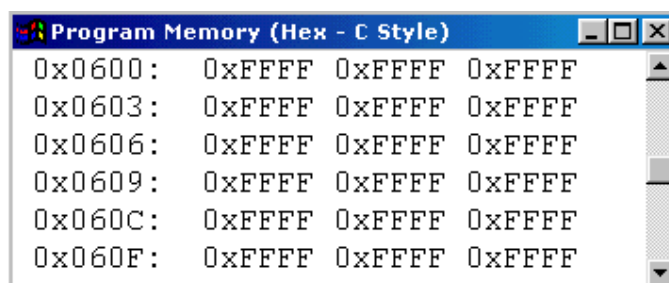 Program Memory (Hex - C Style)
0x0600: 0xFFFF 0xFFFF 0xFFFF
0x0603: 0xFFFF 0xFFFF 0xFFFF
0x0606: 0xFFFF 0xFFFF 0xFFFF
0x0609: 0xFFFF 0xFFFF 0xFFFF
0x060C: 0xFFFF 0xFFFF 0xFFFF
0x060F: 0xFFFF 0xFFFF 0xFFFF